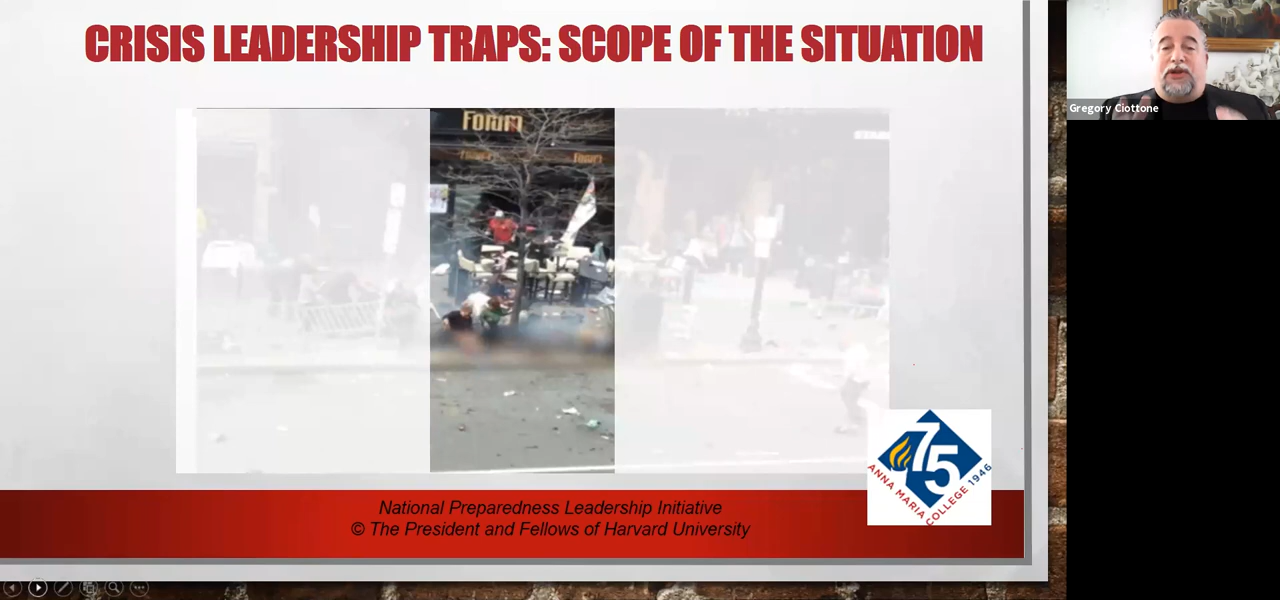 CRISIS LEADERSHIP TRAPS: SCOPE OF THE SITUATION
Gregory Ciottone
Forum
National Preparedness Leadership Initiative
© The President and Fellows of Harvard University
75
ANNA MARIA COLLEGE 1946